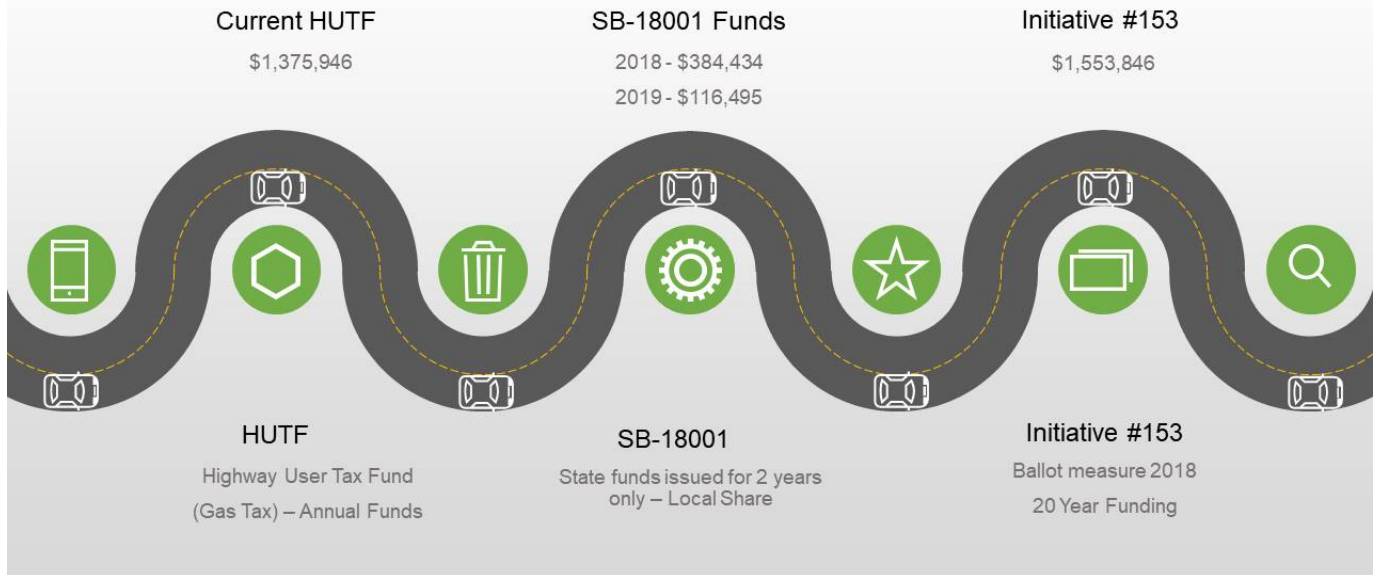 Current HUTF
$1,375,946
SB-18001 Funds
2018 - $384,434
2019 - $116,495
Initiative #153
$1,553,846
HUTF
Highway User Tax Fund
(Gas Tax) – Annual Funds
SB-18001
State funds issued for 2 years
only – Local Share
Initiative #153
Ballot measure 2018
20 Year Funding